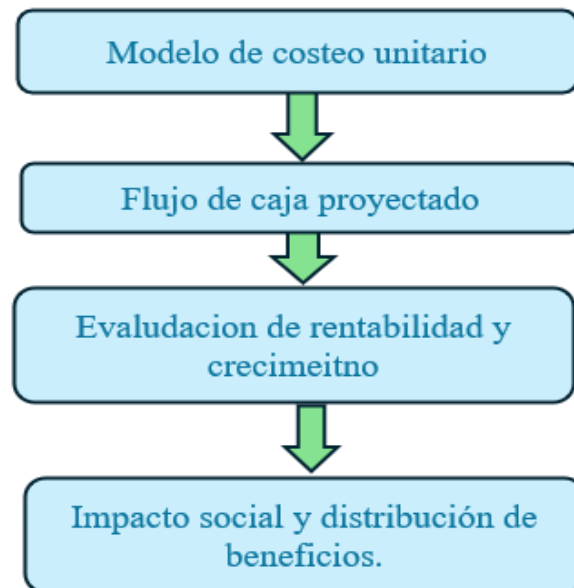 Modelo de costeo unitario
Flujo de caja proyectado
Evaludacion de rentabilidad y
crecimeitno
Impacto social y distribución de
beneficios.